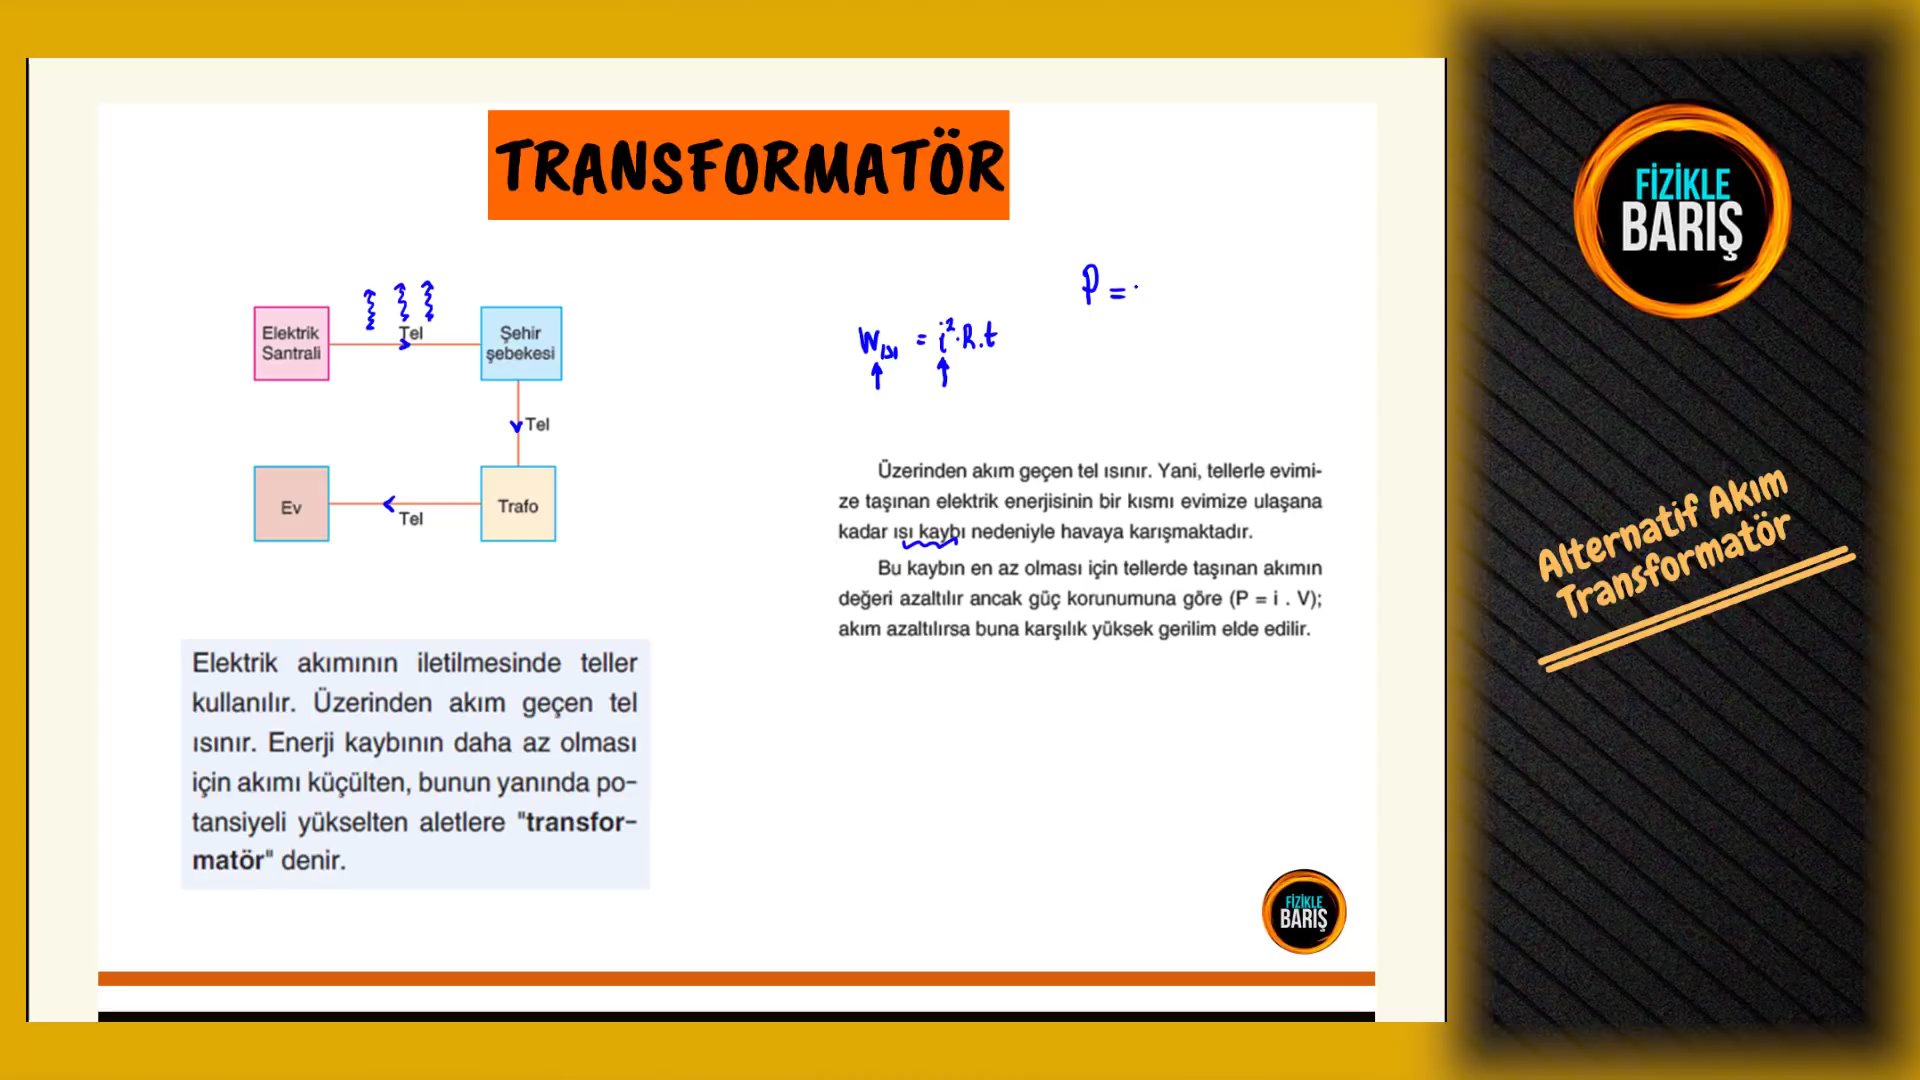 TRANSFORMATÖR
Elektrik
Santrali
Tel
Şehir
şebekesi
Tel
Trafo
Tel
Ev
P = .
Wısı = i².R.t
Üzerinden akım geçen tel ısınır. Yani, tellerle evimi-
ze taşınan elektrik enerjisinin bir kısmı evimize ulaşana
kadar ısı kaybı nedeniyle havaya karışmaktadır.
Bu kaybın en az olması için tellerde taşınan akımın
değeri azaltılır ancak güç korunumuna göre (P = i . V);
akım azaltılırsa buna karşılık yüksek gerilim elde edilir.
Elektrik akımının iletilmesinde teller
kullanılır. Üzerinden akım geçen tel
ısınır. Enerji kaybının daha az olması
için akımı küçülten, bunun yanında po-
tansiyeli yükselten aletlere "transfor-
matör" denir.
FİZİKLE
BARIŞ
FİZİKLE
BARIŞ
Alternatif Akım
Transformatör